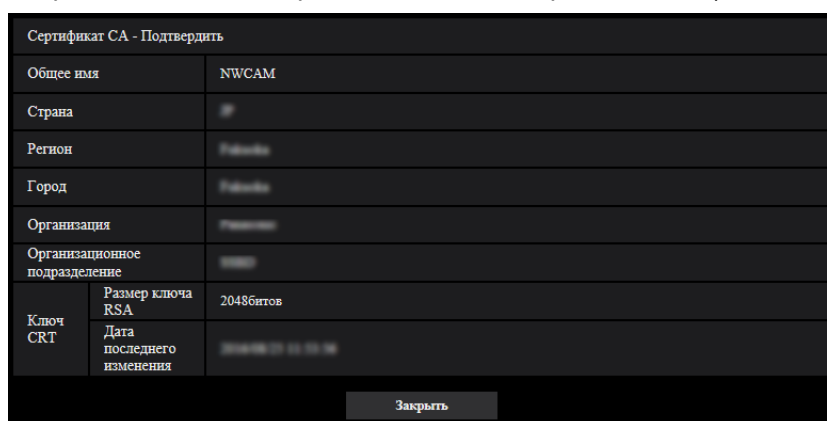 Сертификат CA - Подтвердить
Общее имя NWCAM
Страна
Регион
Город
Организация
Организационное
подразделение
Ключ
CRT
Размер ключа
RSA
2048битов
Дата
последнего
изменения
Закрыть